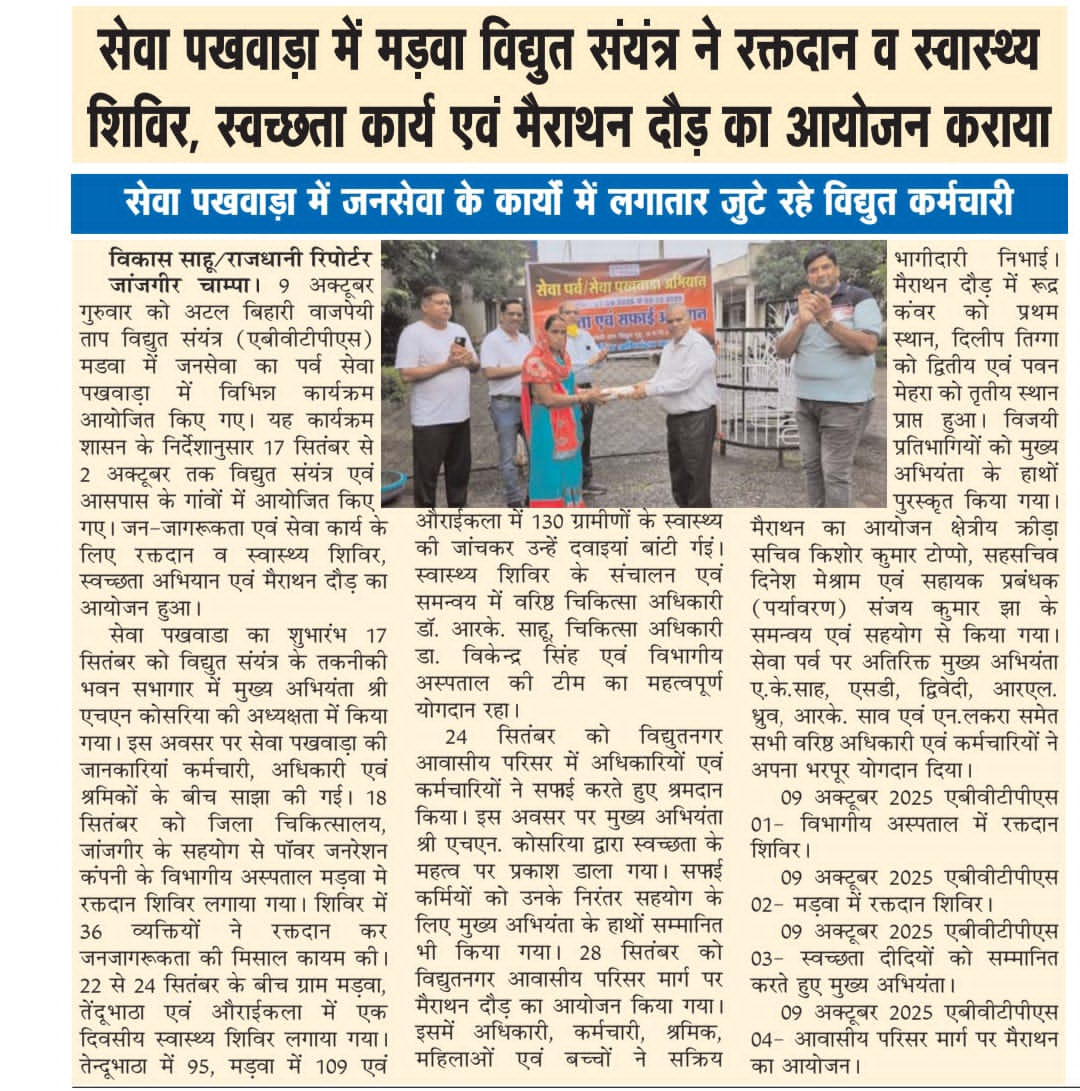 सेवा पखवाड़ा में मड़वा विद्युत संयंत्र ने रक्तदान व स्वास्थ्य
शिविर, स्वच्छता कार्य एवं मैराथन दौड़ का आयोजन कराया
सेवा पखवाड़ा में जनसेवा के कार्यों में लगातार जुटे रहे विद्युत कर्मचारी
विकास साहू/राजधानी रिपोर्टर
जांजगीर चाम्पा। 9 अक्टूबर
गुरुवार को अटल बिहारी वाजपेयी
ताप विद्युत संयंत्र (एबीवीटीपीएस)
मडवा में जनसेवा का पर्व सेवा
पखवाड़ा में विभिन्न कार्यक्रम
आयोजित किए गए। यह कार्यक्रम
शासन के निर्देशानुसार 17 सितंबर से
2 अक्टूबर तक विद्युत संयंत्र एवं
आसपास के गांवों में आयोजित किए
गए। जन-जागरूकता एवं सेवा कार्य के
लिए रक्तदान व स्वास्थ्य शिविर,
स्वच्छता अभियान एवं मैराथन दौड़ का
आयोजन हुआ।
सेवा पखवाडा का शुभारंभ 17
सितंबर को विद्युत संयंत्र के तकनीकी
भवन सभागार में मुख्य अभियंता श्री
एचएन कोसरिया की अध्यक्षता में किया
गया। इस अवसर पर सेवा पखवाड़ा की
जानकारियां कर्मचारी, अधिकारी एवं
श्रमिकों के बीच साझा की गई। 18
सितंबर को जिला चिकित्सालय,
जांजगीर के सहयोग से पॉवर जनरेशन
कंपनी के विभागीय अस्पताल मड़वा मे
रक्तदान शिविर लगाया गया। शिविर में
36 व्यक्तियों ने रक्तदान कर
जनजागरूकता की मिसाल कायम की।
22 से 24 सितंबर के बीच ग्राम मड़वा,
तेंदूभाठा एवं औराईकला में एक
दिवसीय स्वास्थ्य शिविर लगाया गया।
तेन्दूभाठा में 95, मड़वा में 109 एवं
सेवा पर्व/सेवा पखवाडा अभियान
ता एवं सफाई अ
ान
औराईकला में 130 ग्रामीणों के स्वास्थ्य
की जांचकर उन्हें दवाइयां बांटी गईं।
स्वास्थ्य शिविर के संचालन एवं
समन्वय में वरिष्ठ चिकित्सा अधिकारी
डॉ. आरके. साहू, चिकित्सा अधिकारी
डा. विकेन्द्र सिंह एवं विभागीय
अस्पताल की टीम का महत्वपूर्ण
योगदान रहा।
24 सितंबर को विद्युतनगर
आवासीय परिसर में अधिकारियों एवं
कर्मचारियों ने सफाई करते हुए श्रमदान
किया। इस अवसर पर मुख्य अभियंता
श्री एचएन. कोसरिया द्वारा स्वच्छता के
महत्व पर प्रकाश डाला गया। सफाई
कर्मियों को उनके निरंतर सहयोग के
लिए मुख्य अभियंता के हाथों सम्मानित
भी किया गया। 28 सितंबर को
विद्युतनगर आवासीय परिसर मार्ग पर
मैराथन दौड़ का आयोजन किया गया।
इसमें अधिकारी, कर्मचारी, श्रमिक,
महिलाओं एवं बच्चों ने सक्रिय
भागीदारी निभाई।
मैराथन दौड़ में रूद्र
कंवर को प्रथम
स्थान, दिलीप तिग्गा
को द्वितीय एवं पवन
मेहरा को तृतीय स्थान
प्राप्त हुआ। विजयी
प्रतिभागियों को मुख्य
अभियंता के हाथों
पुरस्कृत किया गया।
मैराथन का आयोजन क्षेत्रीय क्रीड़ा
सचिव किशोर कुमार टोप्पो, सहसचिव
दिनेश मेश्राम एवं सहायक प्रबंधक
(पर्यावरण) संजय कुमार झा के
समन्वय एवं सहयोग से किया गया।
सेवा पर्व पर अतिरिक्त मुख्य अभियंता
ए.के.साह, एसडी, द्विवेदी, आरएल.
ध्रुव, आरके. साव एवं एन.लकरा समेत
सभी वरिष्ठ अधिकारी एवं कर्मचारियों ने
अपना भरपूर योगदान दिया।
09 अक्टूबर 2025 एबीवीटीपीएस
01- विभागीय अस्पताल में रक्तदान
शिविर।
09 अक्टूबर 2025 एबीवीटीपीएस
02- मड़वा में रक्तदान शिविर।
09 अक्टूबर 2025 एबीवीटीपीएस
03- स्वच्छता दीदियों को सम्मानित
करते हुए मुख्य अभियंता।
09 अक्टूबर 2025 एबीवीटीपीएस
04- आवासीय परिसर मार्ग पर मैराथन
का आयोजन।